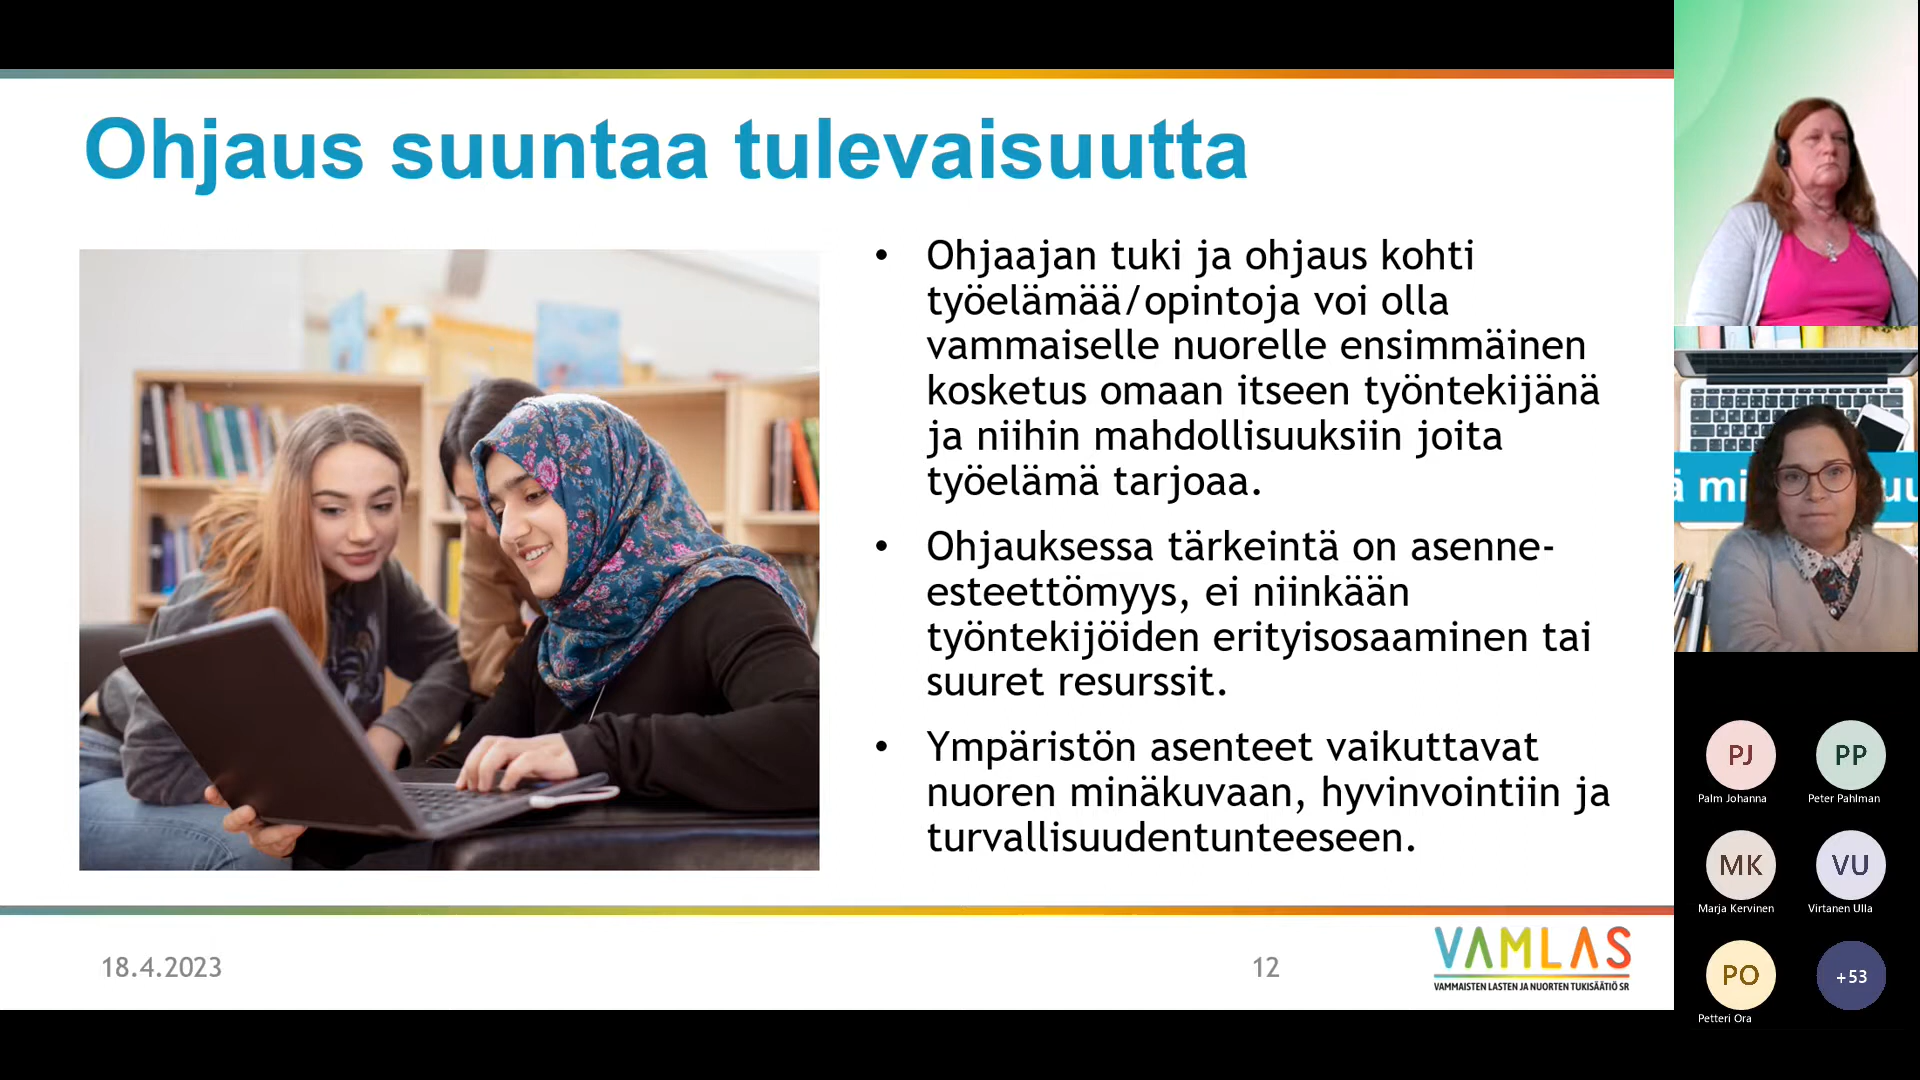 Ohjaus suuntaa tulevaisuutta
• Ohjaajan tuki ja ohjaus kohti
työelämää/opintoja voi olla
vammaiselle nuorelle ensimmäinen
kosketus omaan itseen työntekijänä
ja niihin mahdollisuuksiin joita
työelämä tarjoaa.
• Ohjauksessa tärkeintä on asenne-
esteettömyys, ei niinkään
työntekijöiden erityisosaaminen tai
suuret resurssit.
• Ympäristön asenteet vaikuttavat
nuoren minäkuvaan, hyvinvointiin ja
turvallisuudentunteeseen.
18.4.2023
12
VAMLAS
VAMMAISTEN LASTEN JA NUORTEN TUKISÄÄTIÖ SR
PJ
Palm Johanna
PP
Peter Pahlman
MK
Marja Kervinen
VU
Virtanen Ulla
PO
Petteri Ora
+53